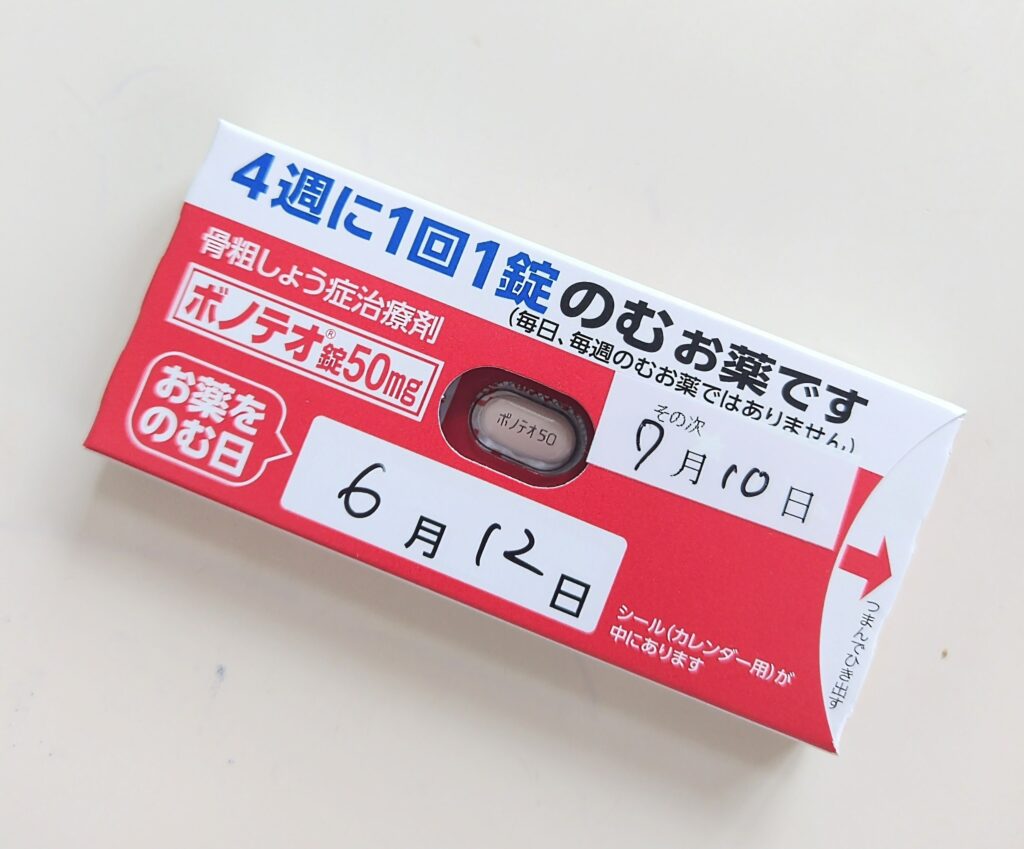 4週に1回1錠のむお薬です
(毎日、毎週のむお薬ではありません)
骨粗しょう症治療剤
ボノテオ®錠50mg
ボノテオ50
その次
7月10日
お薬を
のむ日
6月12日
シール(カレンダー用)が
中にあります
つまんでひき出す